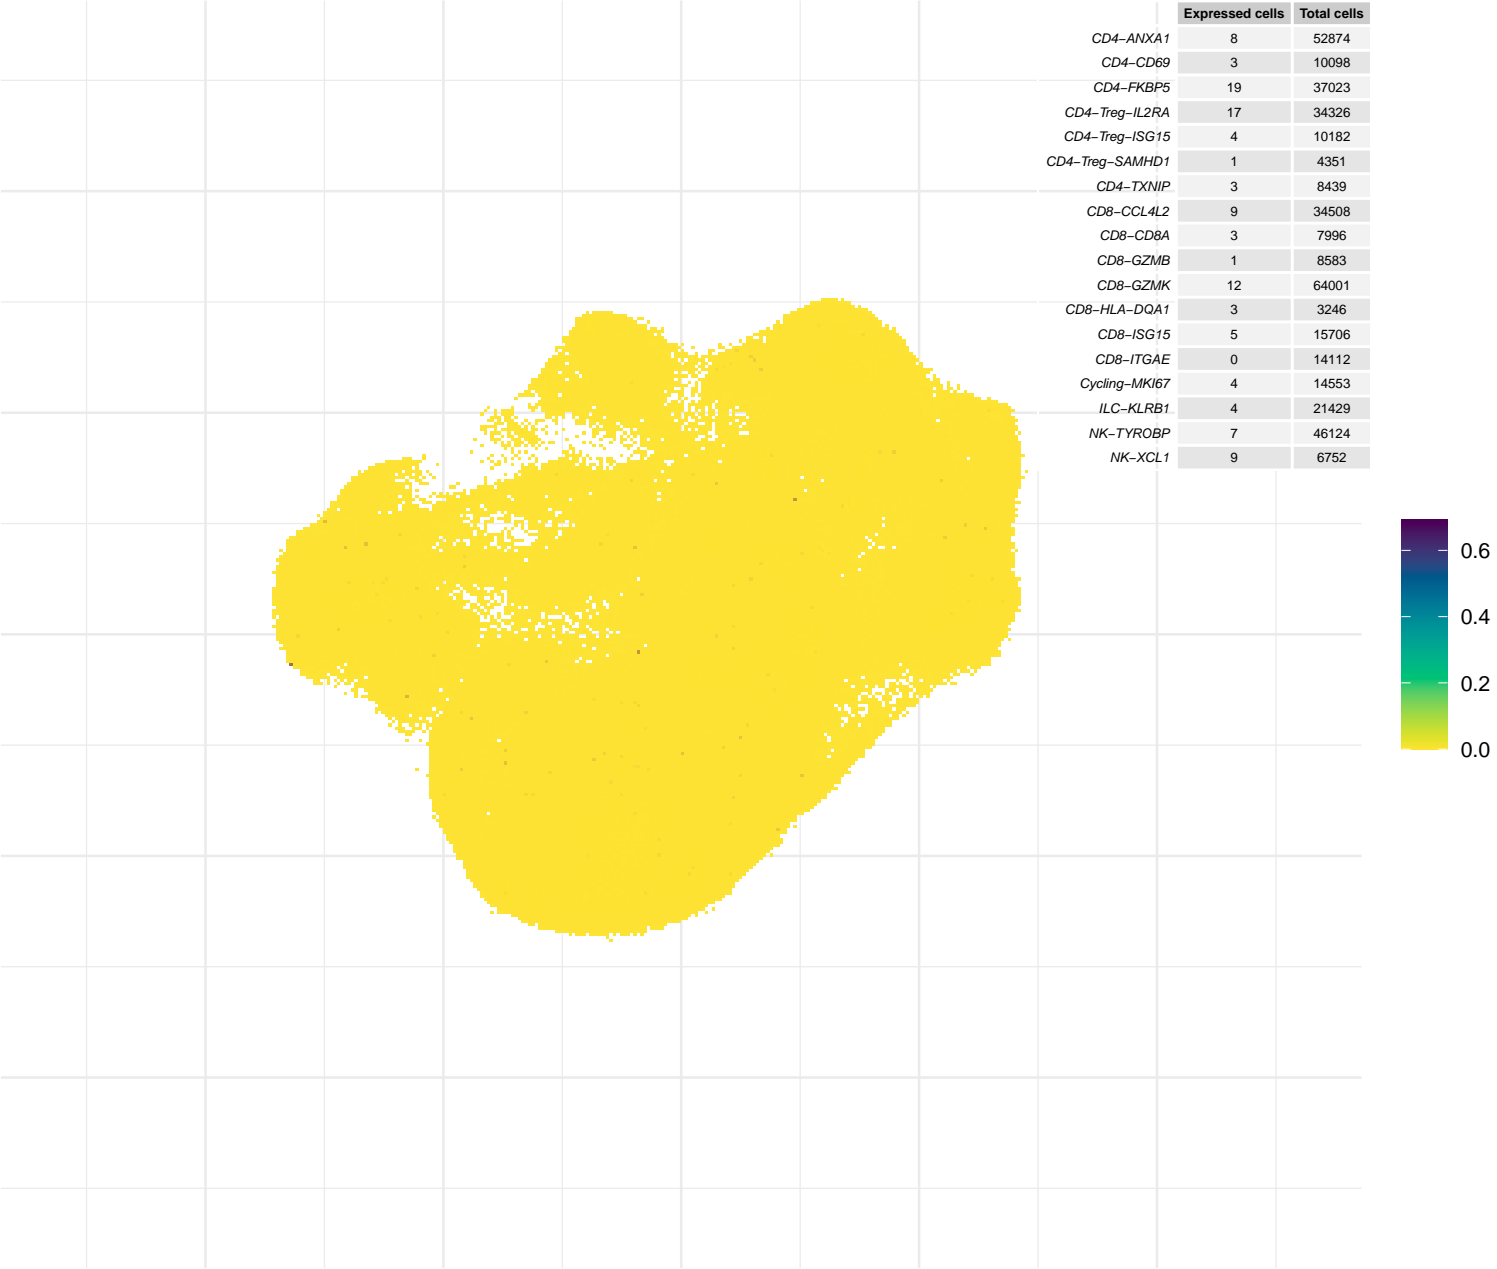 Expressed cells Total cells
CD4−ANXA1 8 52874
CD4−CD69 3 10098
CD4−FKBP5 19 37023
CD4−Treg−IL2RA 17 34326
CD4−Treg−ISG15 4 10182
CD4−Treg−SAMHD1 1 4351
CD4−TXNIP 3 8439
CD8−CCL4L2 9 34508
CD8−CD8A 3 7996
CD8−GZMB 1 8583
CD8−GZMK 12 64001
CD8−HLA−DQA1 3 3246
CD8−ISG15 5 15706
CD8−ITGAE 0 14112
Cycling−MKI67 4 14553
ILC−KLRB1 4 21429
NK−TYROBP 7 46124
NK−XCL1 9 6752
0.6
0.4
0.2
0.0